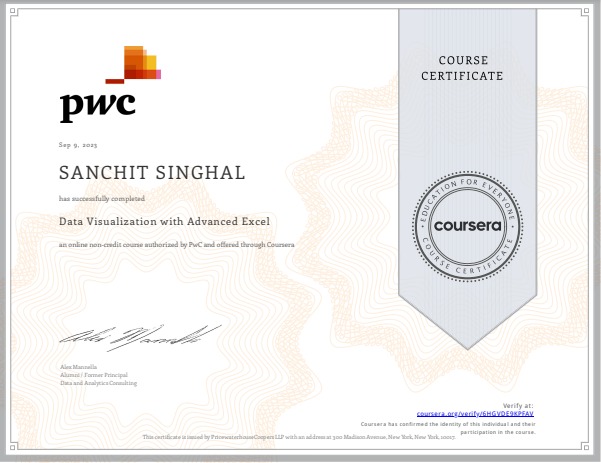 pwc
COURSE
CERTIFICATE
Sep 9, 2023
SANCHIT SINGHAL
has successfully completed
Data Visualization with Advanced Excel
an online non-credit course authorized by PwC and offered through Coursera
EDUCATION FOR EVERYONE
coursera
COURSE CERTIFICATE
Alex Mannella
Alumni / Former Principal
Data and Analytics Consulting
Verify at:
coursera.org/verify/6HGVDE9KPFAV
Coursera has confirmed the identity of this individual and their
participation in the course.
This certificate is issued by PricewaterhouseCoopers LLP with an address at 300 Madison Avenue, New York, New York, 10017.